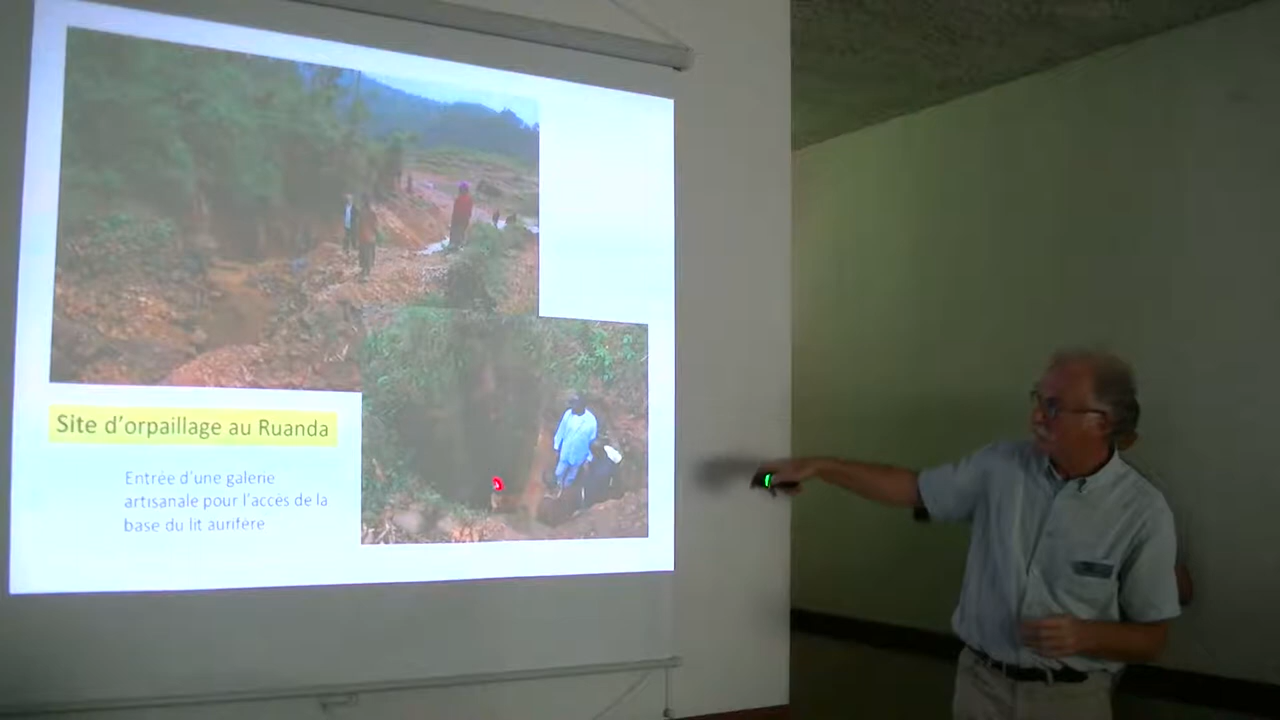 Site d'orpaillage au Ruanda
Entrée d'une galerie
artisanale pour l'accès de la
base du lit aurifère